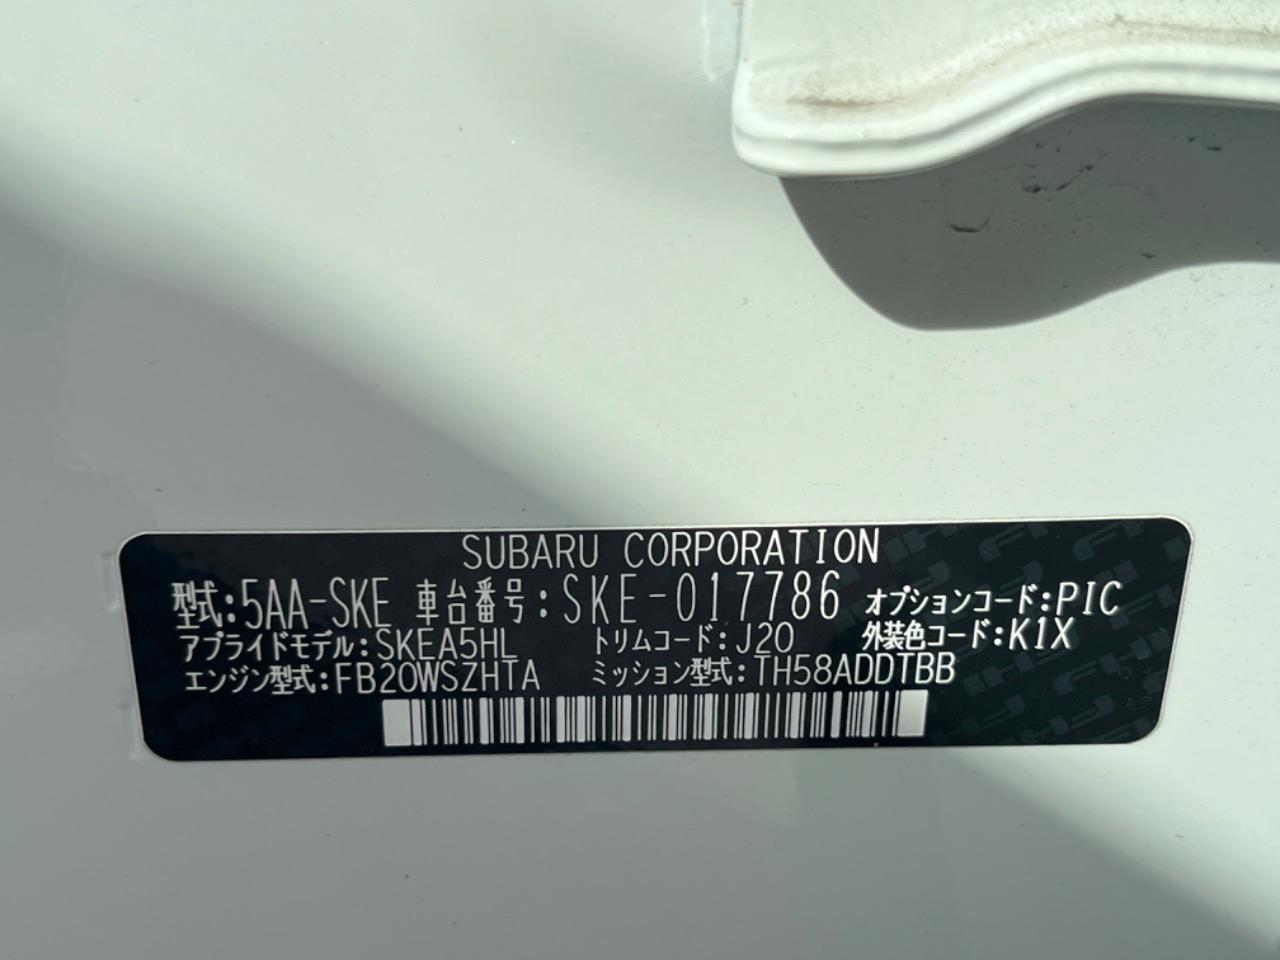 SUBARU CORPORATION
型式:5AA-SKE 車台番号:SKE-017786 オプションコード:PIC
アプライドモデル:SKEA5HL トリムコード:J20 外装色コード:K1X
エンジン型式:FB20WSZHTA ミッション型式:TH58ADDTBB